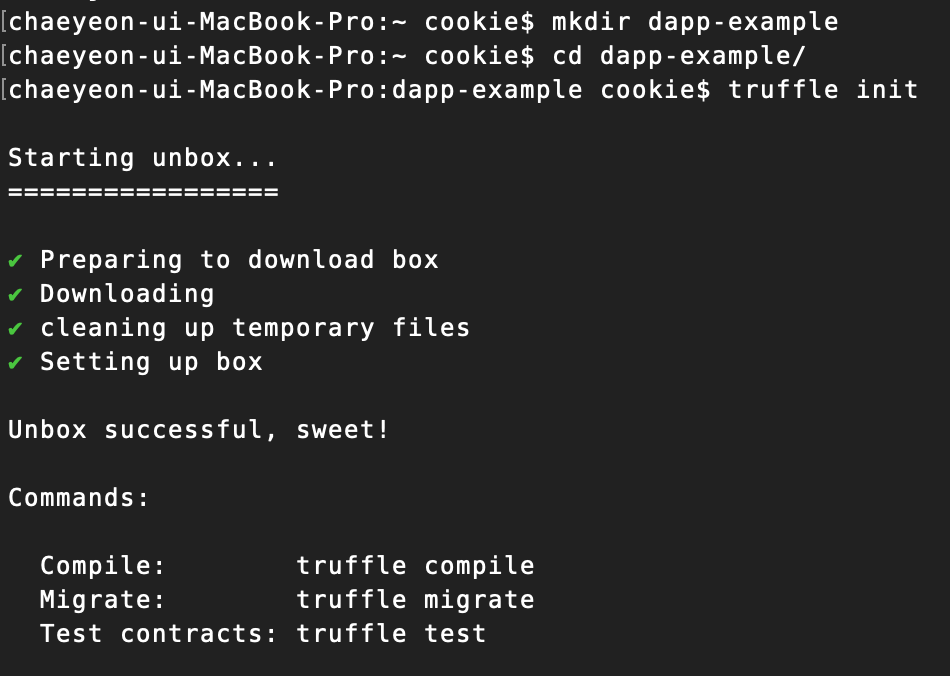 [chaeyeon-ui-MacBook-Pro:~ cookie$ mkdir dapp-example
[chaeyeon-ui-MacBook-Pro:~ cookie$ cd dapp-example/
[chaeyeon-ui-MacBook-Pro:dapp-example cookie$ truffle init
Starting unbox...
=================
✔ Preparing to download box
✔ Downloading
✔ cleaning up temporary files
✔ Setting up box
Unbox successful, sweet!
Commands:
  Compile:        truffle compile
  Migrate:        truffle migrate
  Test contracts: truffle test